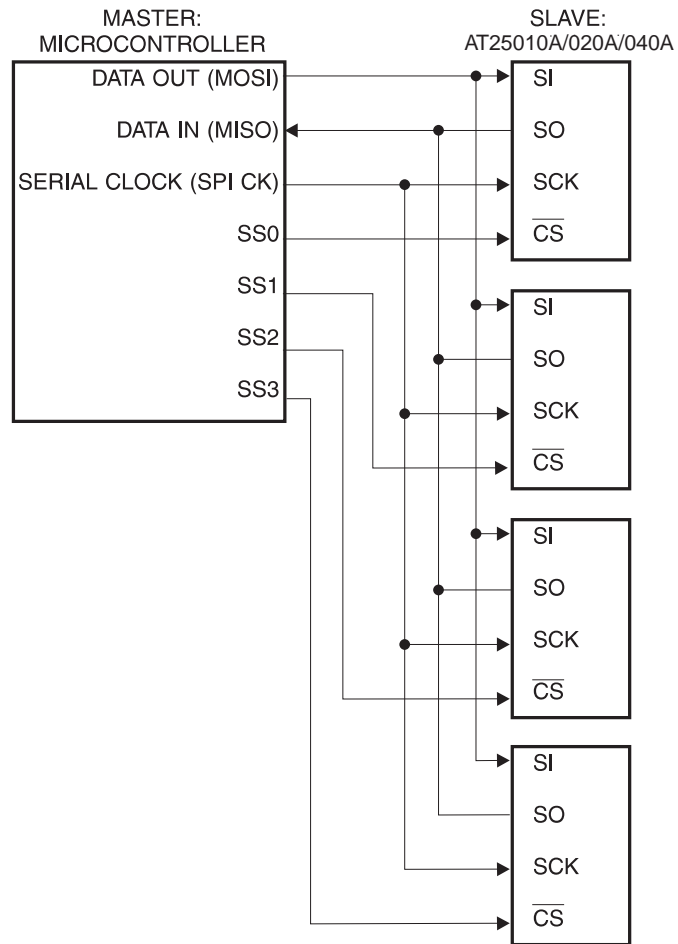 MASTER:
MICROCONTROLLER
DATA OUT (MOSI)
DATA IN (MISO)
SERIAL CLOCK (SPI CK)
SS0
SS1
SS2
SS3
SLAVE:
AT25010A/020A/040A
SI
SO
SCK
CS
SI
SO
SCK
CS
SI
SO
SCK
CS
SI
SO
SCK
CS